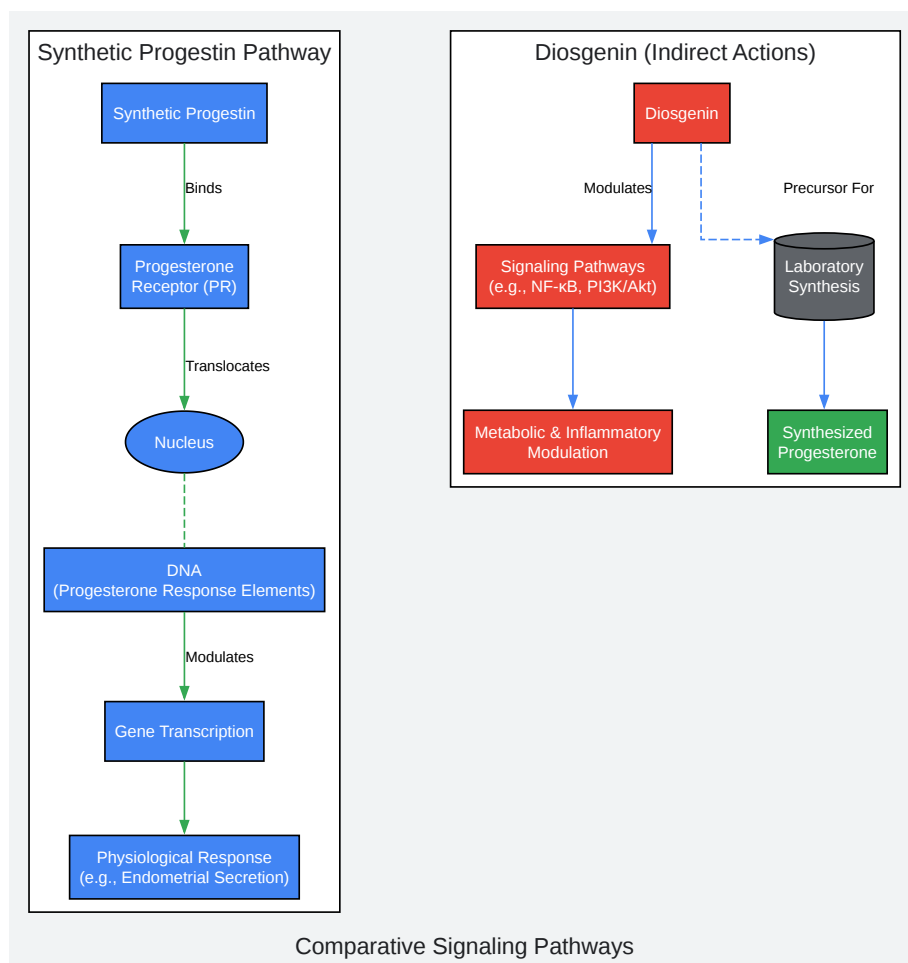 Synthetic Progestin Pathway
Synthetic Progestin
Binds
Progesterone
Receptor (PR)
Translocates
Nucleus
DNA
(Progesterone Response Elements)
Modulates
Gene Transcription
Physiological Response
(e.g., Endometrial Secretion)
Diosgenin (Indirect Actions)
Diosgenin
Modulates
Precursor For
Signaling Pathways
(e.g., NF-κB, PI3K/Akt)
Laboratory
Synthesis
Metabolic & Inflammatory
Modulation
Synthesized
Progesterone
Comparative Signaling Pathways